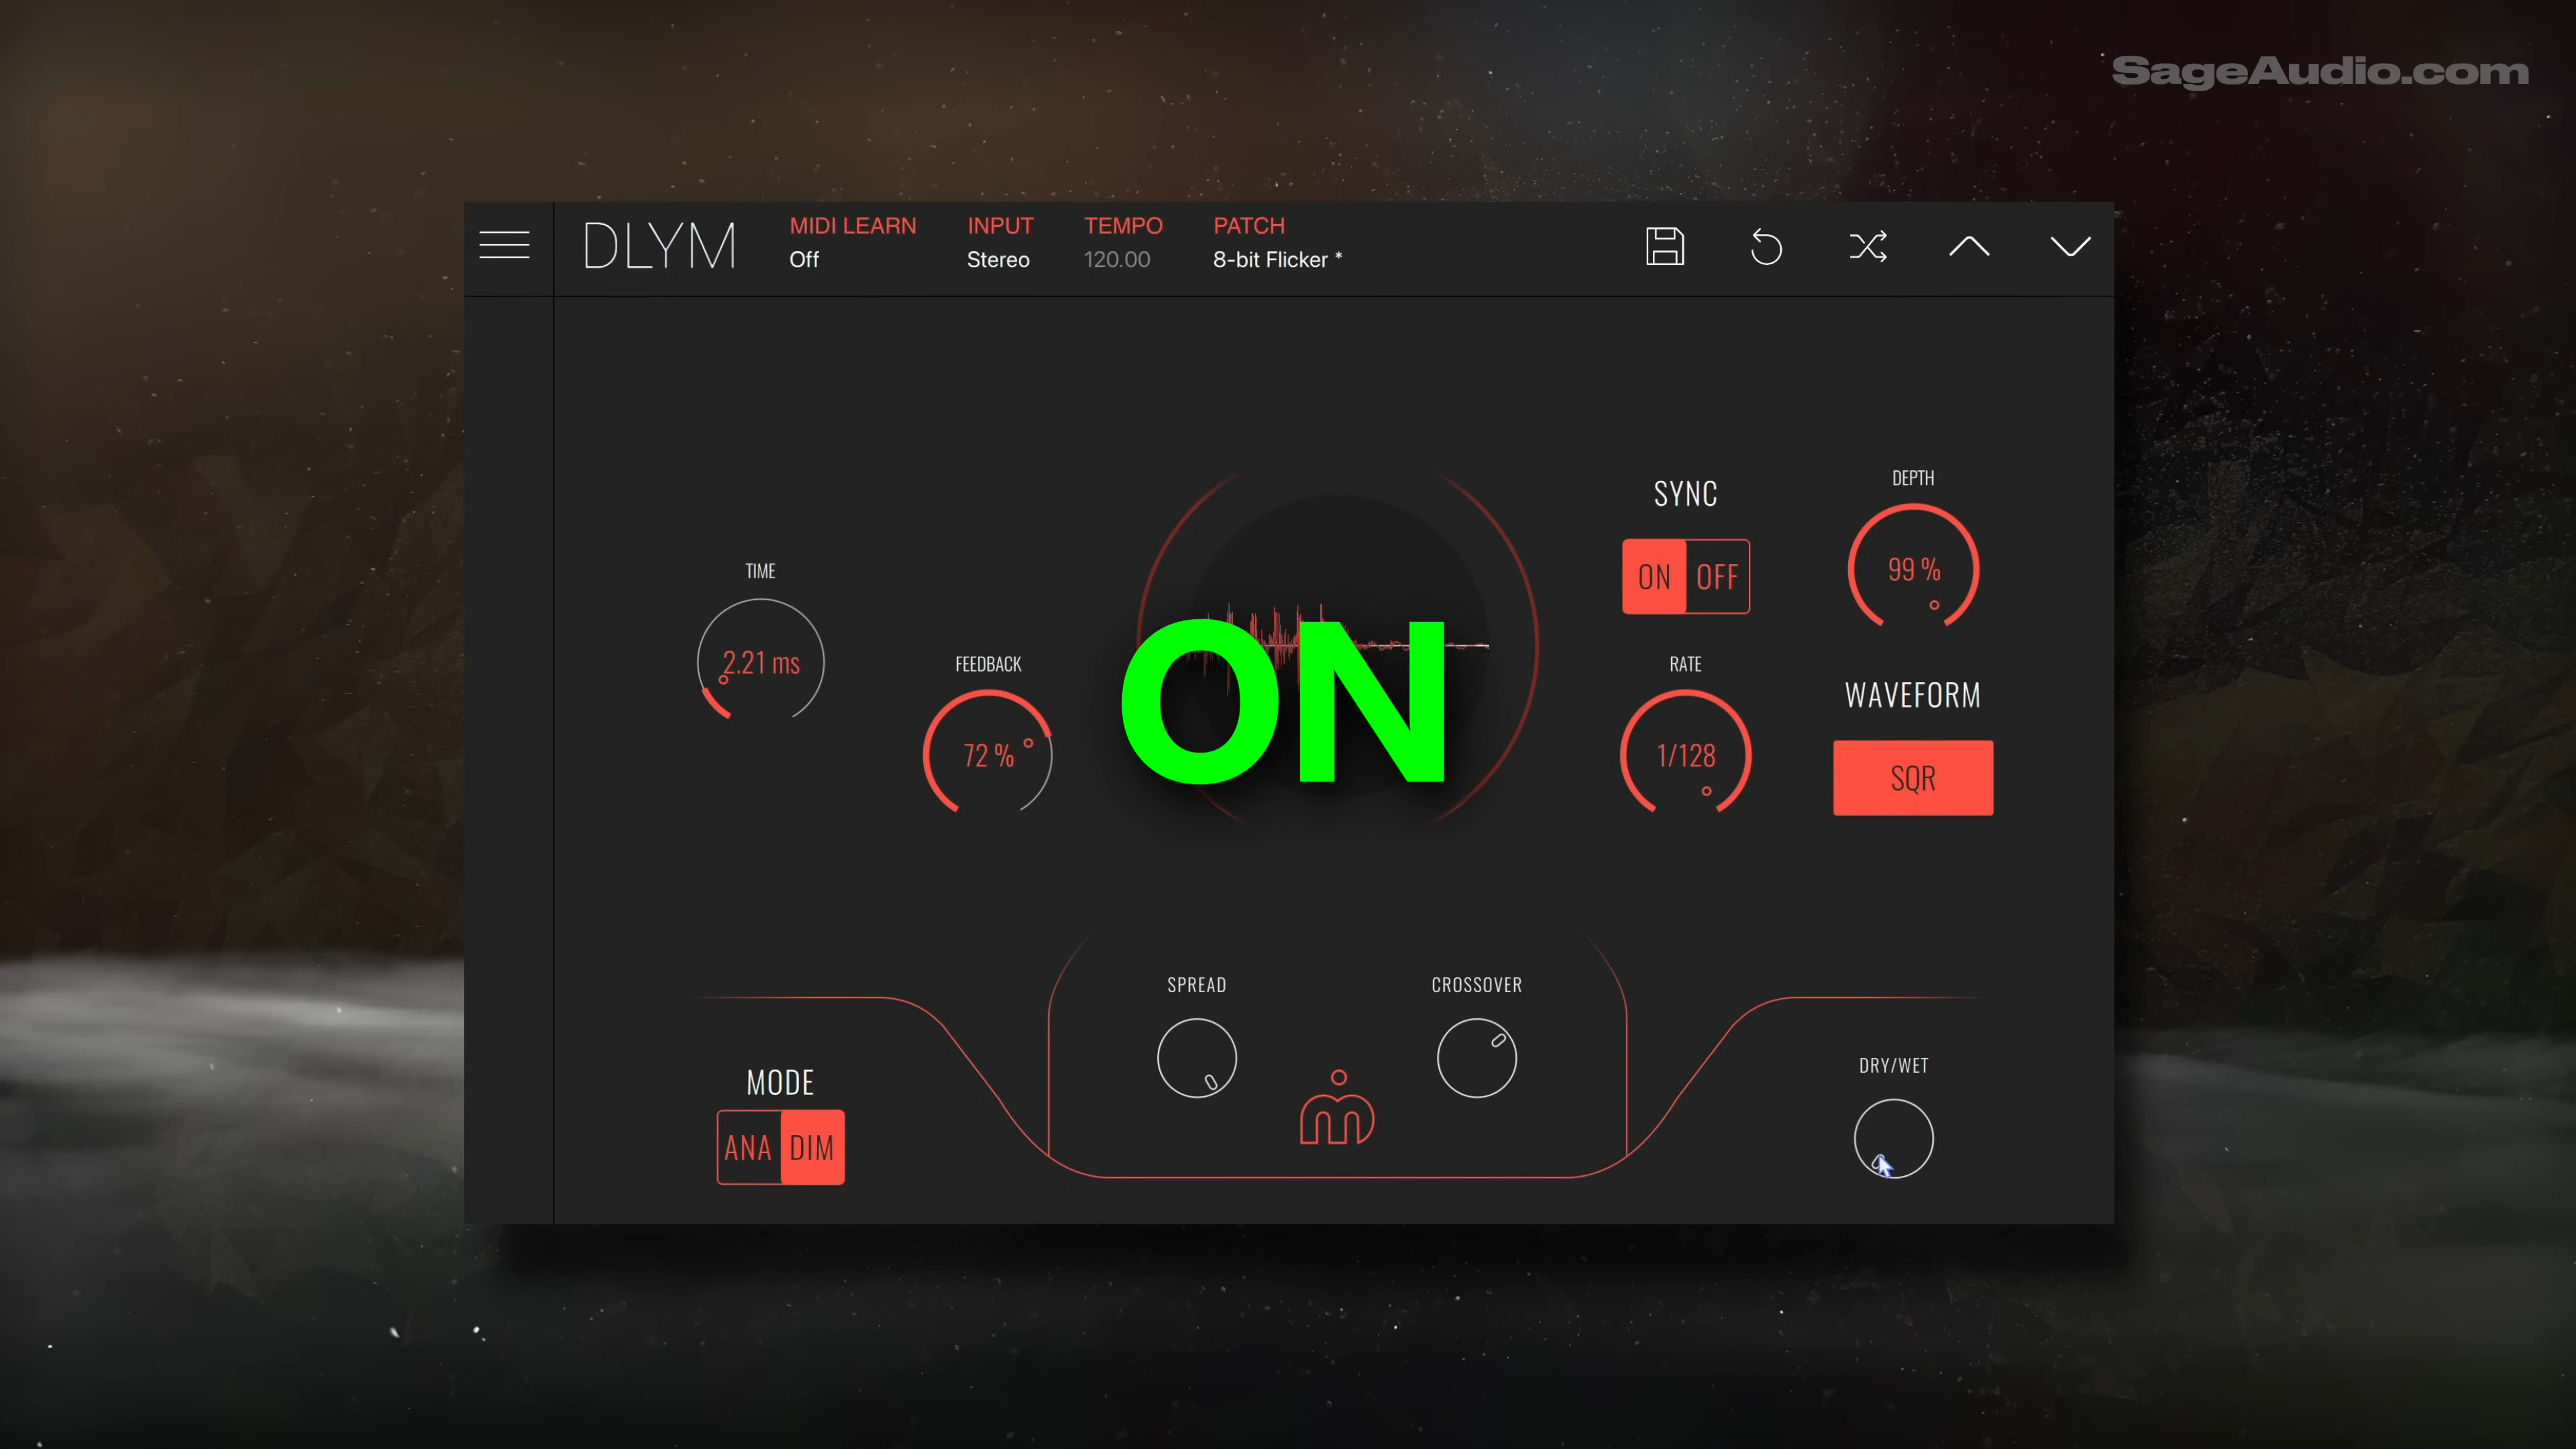 SageAudio.com
DLYM
MIDI LEARN
Off
INPUT
Stereo
TEMPO
120.00
PATCH
8-bit Flicker *
TIME
2.21 ms
FEEDBACK
72 %
ON
SYNC
ON OFF
DEPTH
99 %
RATE
1/128
WAVEFORM
SQR
SPREAD
CROSSOVER
MODE
ANA DIM
DRY/WET